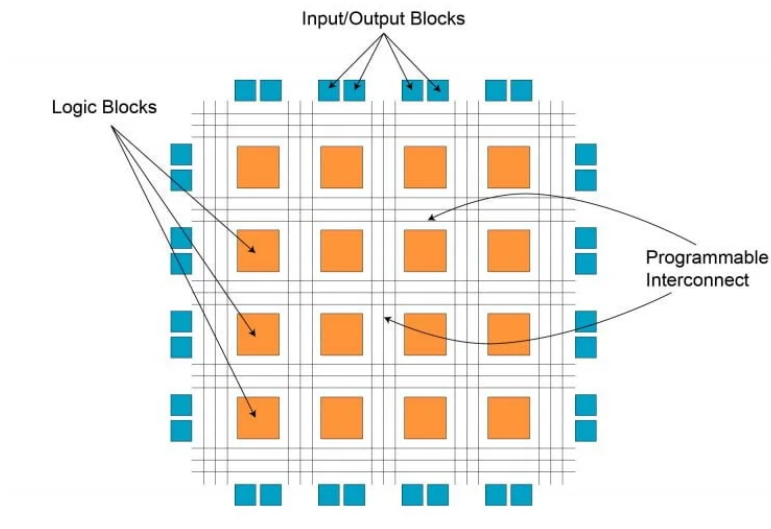 Input/Output Blocks
Logic Blocks
Programmable
Interconnect